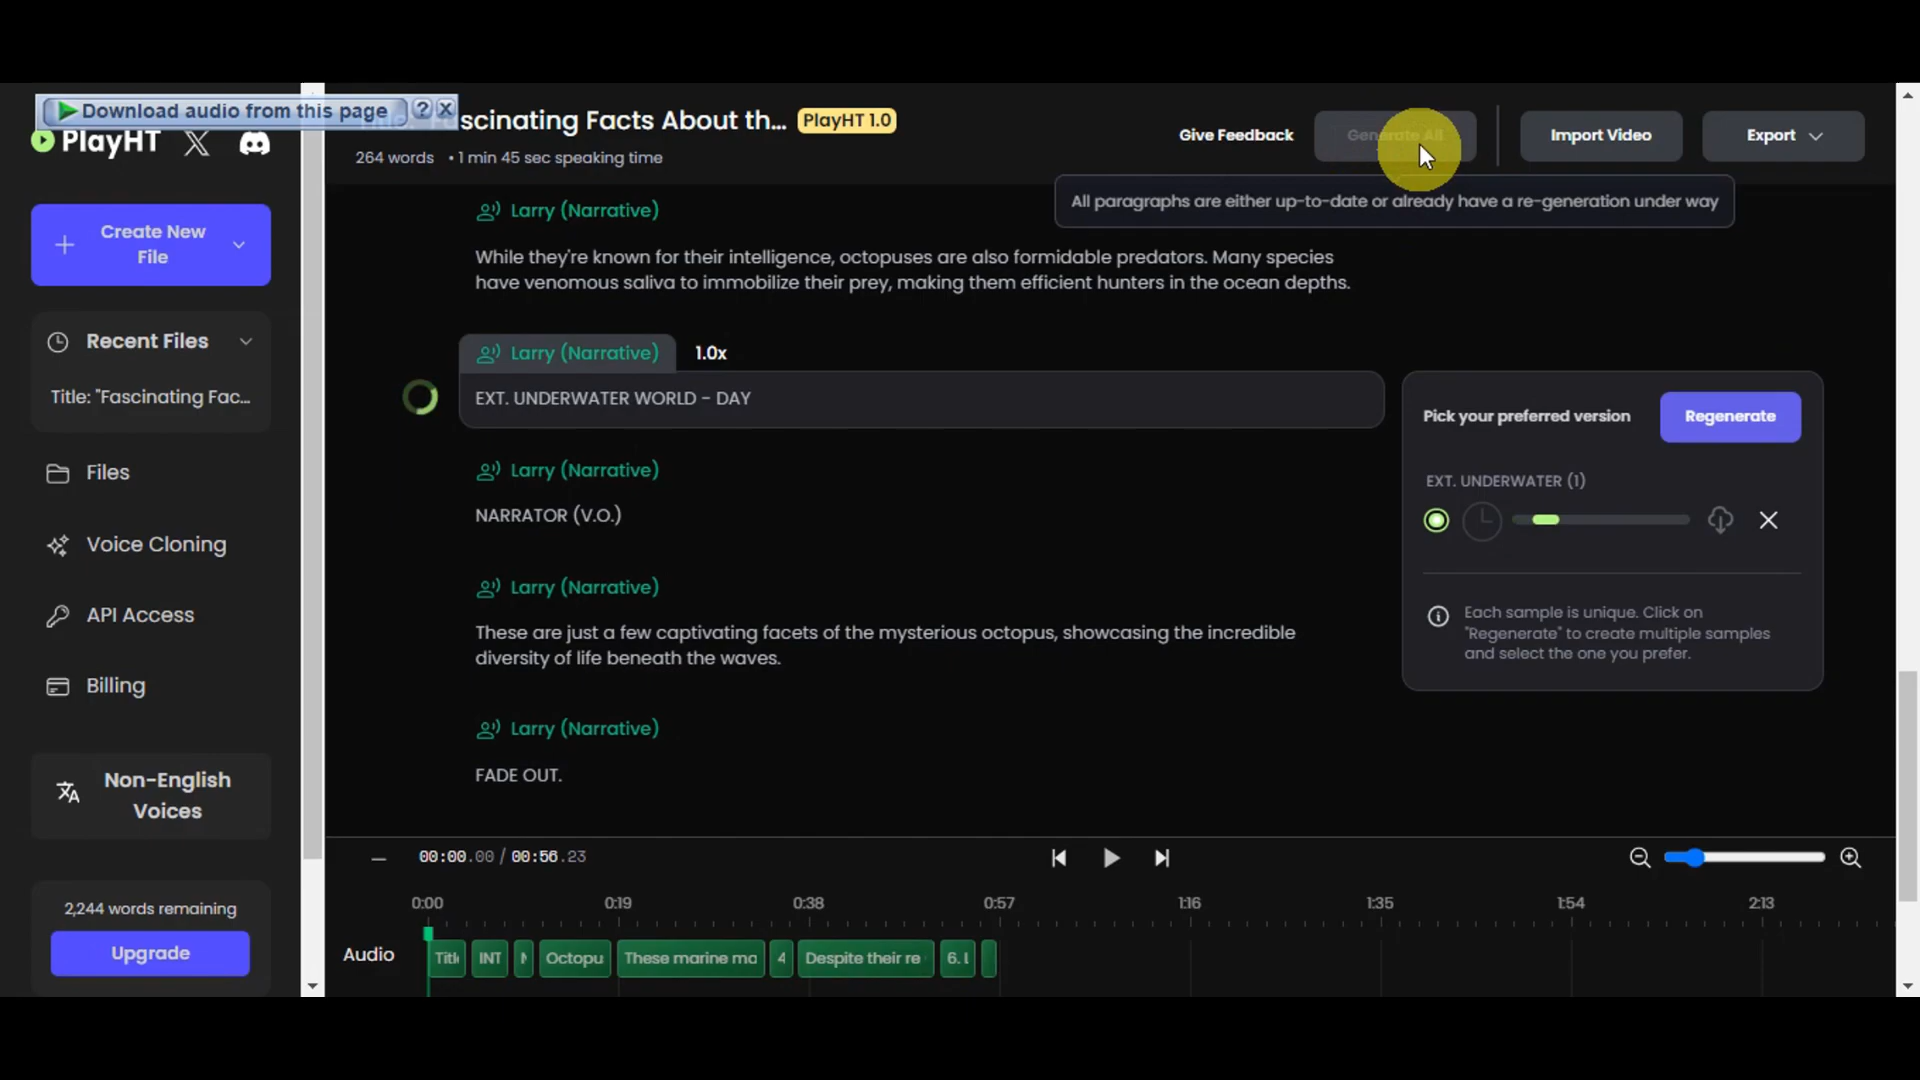 Download audio from this page ? X
PlayHT
scinating Facts About th... PlayHT 1.0
264 words • 1 min 45 sec speaking time
Give Feedback
Generate All
Import Video
Export
All paragraphs are either up-to-date or already have a re-generation under way
Create New
File
Recent Files
Title: "Fascinating Fac...
Files
Voice Cloning
API Access
Billing
Non-English
Voices
2,244 words remaining
Upgrade
Larry (Narrative)
While they're known for their intelligence, octopuses are also formidable predators. Many species
have venomous saliva to immobilize their prey, making them efficient hunters in the ocean depths.
Larry (Narrative) 1.0x
EXT. UNDERWATER WORLD - DAY
Larry (Narrative)
NARRATOR (V.O.)
Larry (Narrative)
These are just a few captivating facets of the mysterious octopus, showcasing the incredible
diversity of life beneath the waves.
Larry (Narrative)
FADE OUT.
Pick your preferred version
Regenerate
EXT. UNDERWATER (1)
Each sample is unique. Click on
"Regenerate" to create multiple samples
and select the one you prefer.
00:00.00 / 00:56.23
0:00 0:19 0:38 0:57 1:16 1:35 1:54 2:13
Audio
Titl INT Octopu These marine ma 4 Despite their re 6. I